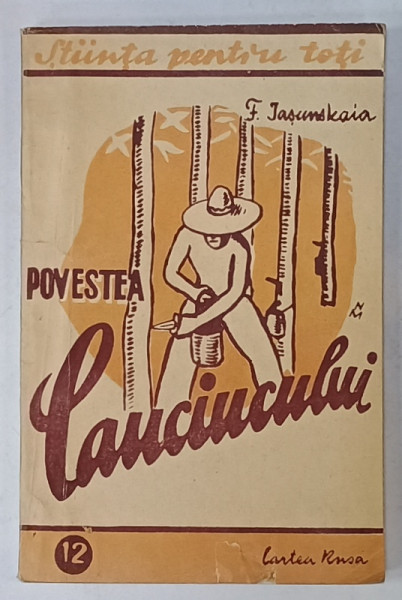 Știința pentru toți
F. Iașunskaia
POVESTEA
Cauciucului
12
Cartea Rusa